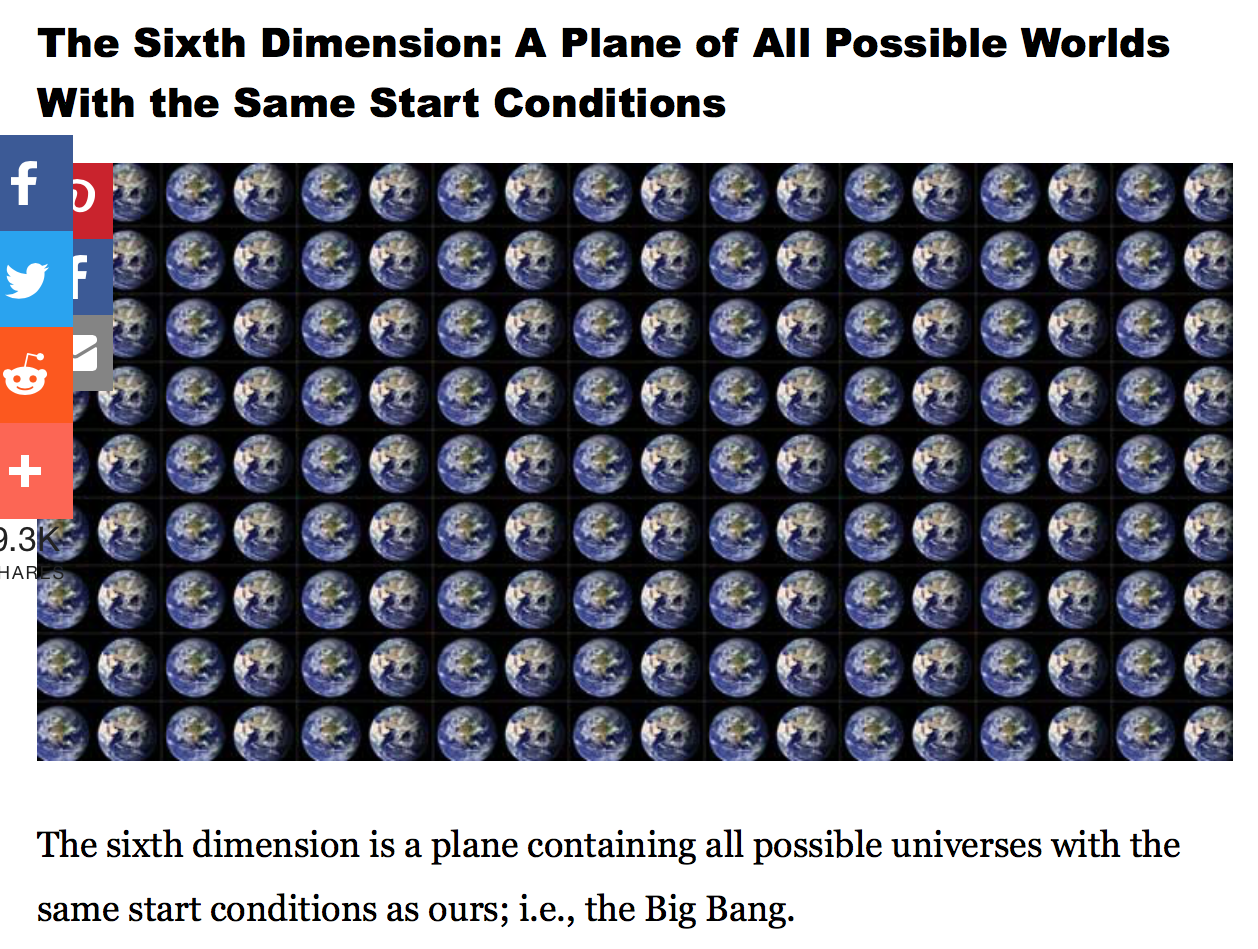 The Sixth Dimension: A Plane of All Possible Worlds
With the Same Start Conditions
9.3K
HARES
The sixth dimension is a plane containing all possible universes with the
same start conditions as ours; i.e., the Big Bang.